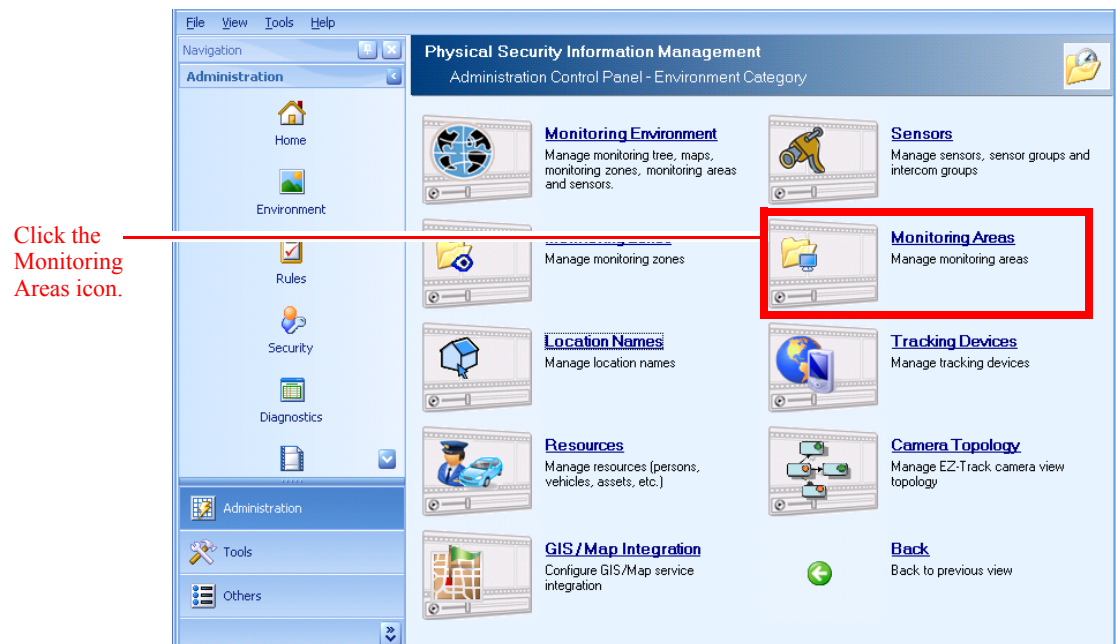 File View Tools Help
Navigation
Administration
Home
Environment
Rules
Security
Diagnostics
Administration
Tools
Others
Physical Security Information Management
Administration Control Panel - Environment Category
Monitoring Environment
Manage monitoring tree, maps,
monitoring zones, monitoring areas
and sensors.
Sensors
Manage sensors, sensor groups and
intercom groups
Manage monitoring zones
Monitoring Areas
Manage monitoring areas
Location Names
Manage location names
Tracking Devices
Manage tracking devices
Resources
Manage resources (persons,
vehicles, assets, etc.)
Camera Topology
Manage EZ-Track camera view
topology
GIS/Map Integration
Configure GIS/Map service
integration
Back
Back to previous view
Click the
Monitoring
Areas icon.